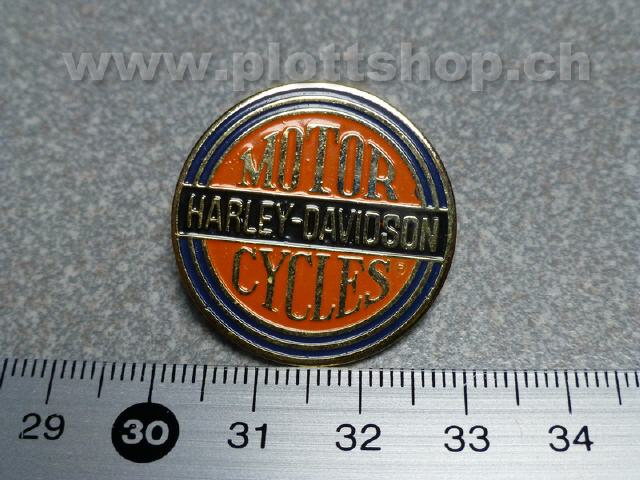 www.plottshop.ch
MOTOR
HARLEY-DAVIDSON
CYCLES
29 30 31 32 33 34